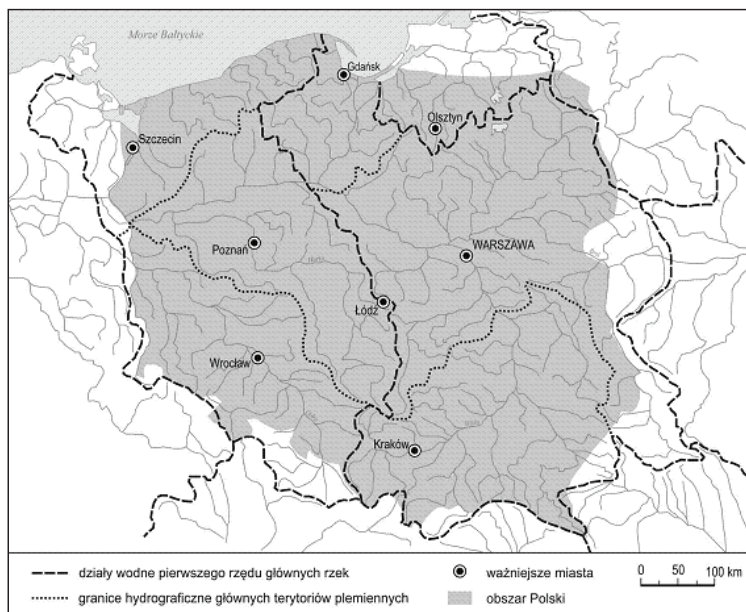 Morze Bałtyckie
Gdańsk
Olsztyn
Szczecin
Poznań
WARSZAWA
Łódź
Wrocław
Kraków
działy wodne pierwszego rzędu głównych rzek
ważniejsze miasta
0 50 100 km
granice hydrograficzne głównych terytoriów plemiennych
obszar Polski